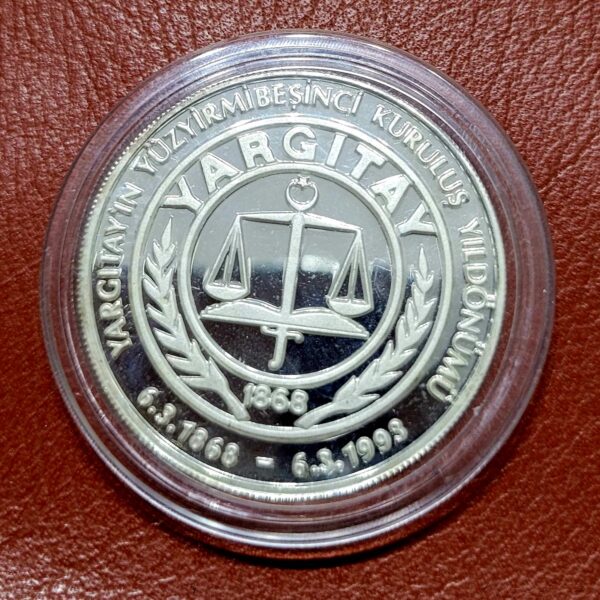 YARGITAY'IN YÜZYİRMİBEŞİNCİ KURULUŞ YILDÖNÜMÜ
YARGITAY
1868
6.3.1868 - 6.3.1993